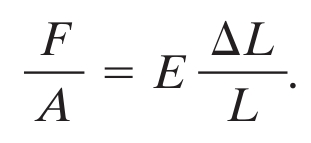 F/A = E ΔL/L.